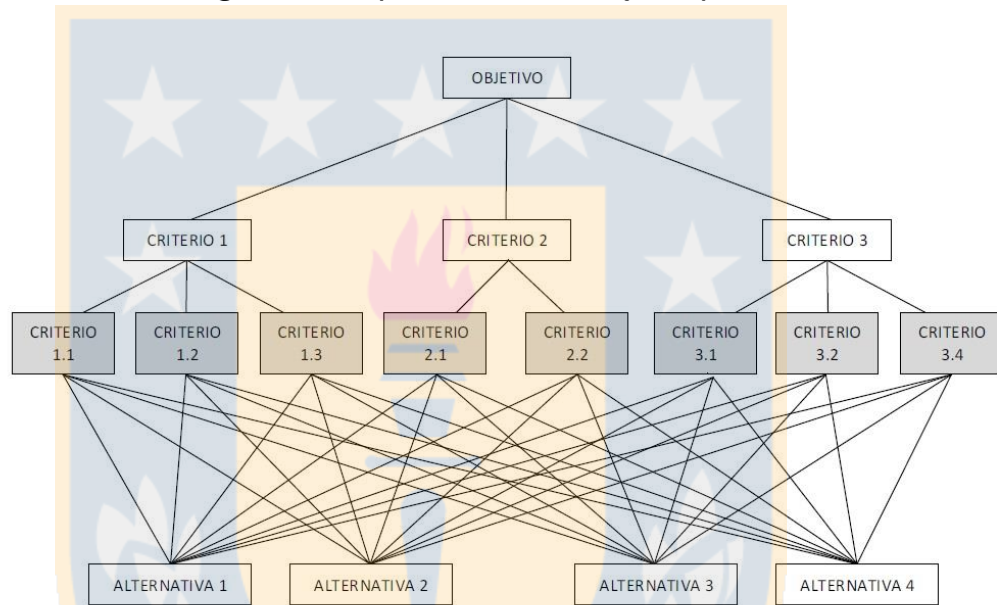 OBJETIVO
CRITERIO 1
CRITERIO 2
CRITERIO 3
CRITERIO
1.1
CRITERIO
1.2
CRITERIO
1.3
CRITERIO
2.1
CRITERIO
2.2
CRITERIO
3.1
CRITERIO
3.2
CRITERIO
3.4
ALTERNATIVA 1
ALTERNATIVA 2
ALTERNATIVA 3
ALTERNATIVA 4